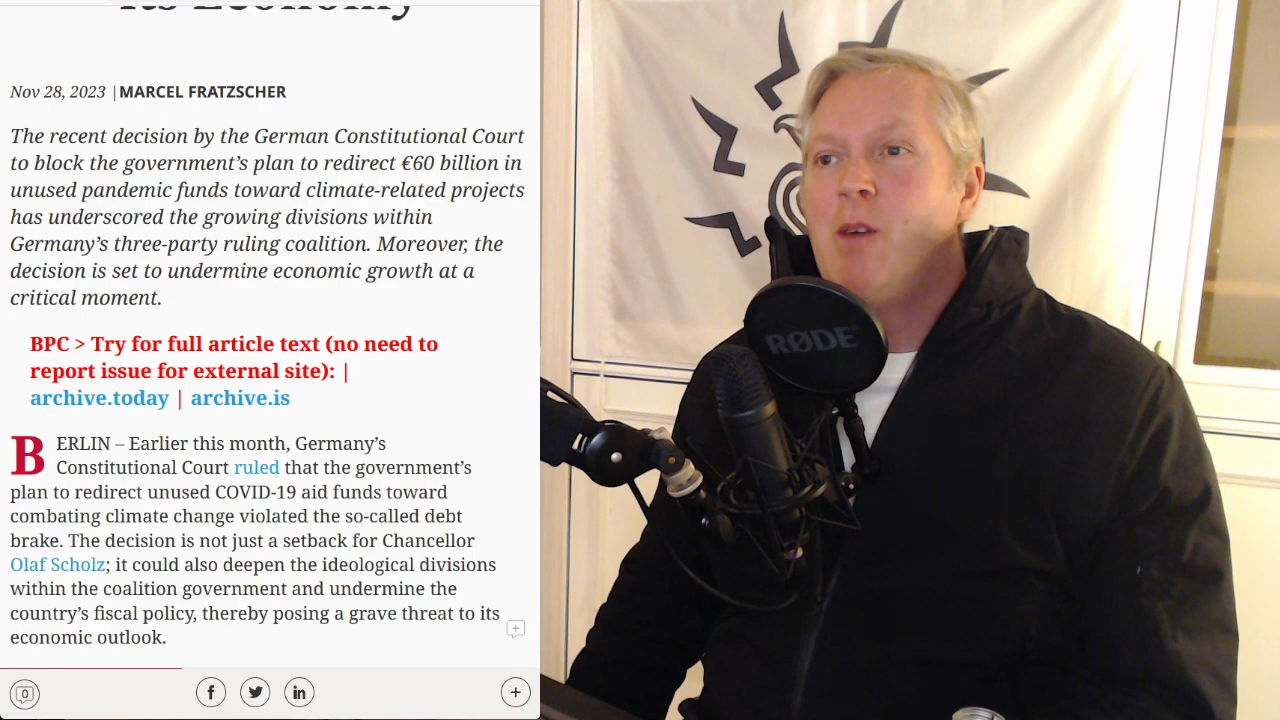 its Economy
Nov 28, 2023 |MARCEL FRATZSCHER
The recent decision by the German Constitutional Court
to block the government’s plan to redirect €60 billion in
unused pandemic funds toward climate-related projects
has underscored the growing divisions within
Germany’s three-party ruling coalition. Moreover, the
decision is set to undermine economic growth at a
critical moment.
BPC > Try for full article text (no need to
report issue for external site): |
archive.today | archive.is
BERLIN – Earlier this month, Germany’s
Constitutional Court ruled that the government’s
plan to redirect unused COVID-19 aid funds toward
combating climate change violated the so-called debt
brake. The decision is not just a setback for Chancellor
Olaf Scholz; it could also deepen the ideological divisions
within the coalition government and undermine the
country’s fiscal policy, thereby posing a grave threat to its
economic outlook.
0
RØDE